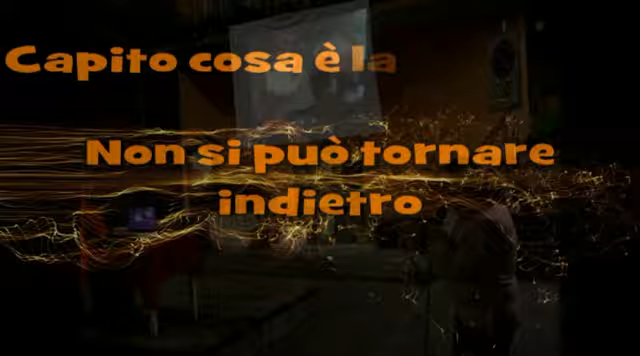 Capito cosa è la
Non si può tornare
indietro